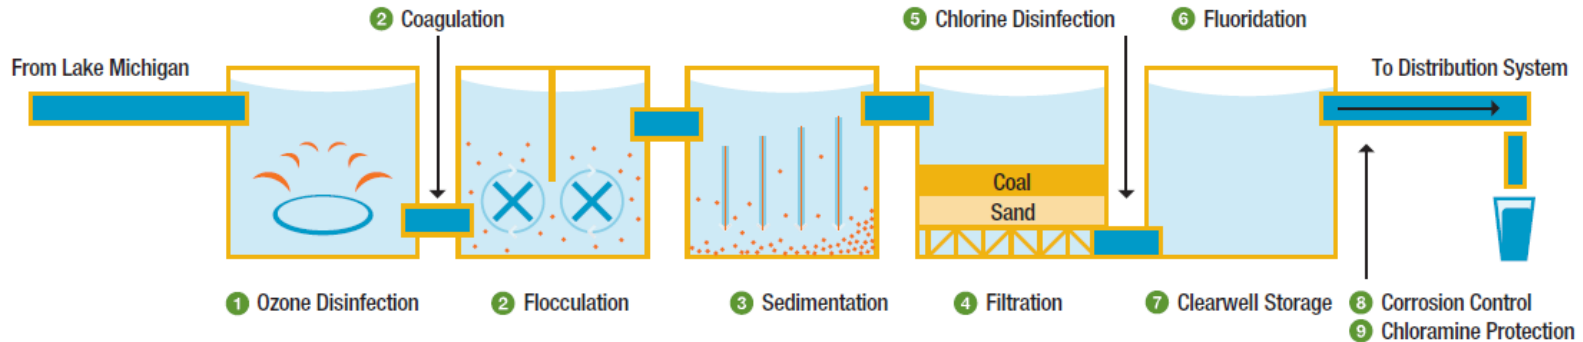 2 Coagulation
5 Chlorine Disinfection
6 Fluoridation
From Lake Michigan
To Distribution System
Coal
Sand
1 Ozone Disinfection
2 Flocculation
3 Sedimentation
4 Filtration
7 Clearwell Storage
8 Corrosion Control
9 Chloramine Protection